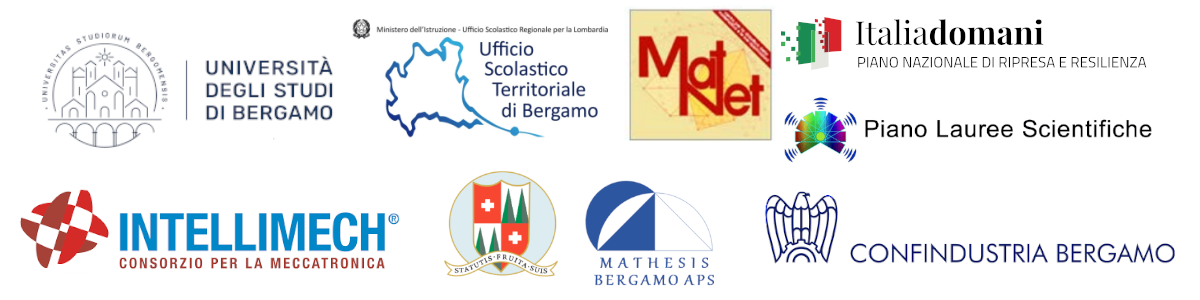 UNIVERSITAS STUDIORUM BERGOMENSIS
UNIVERSITÀ
DEGLI STUDI
DI BERGAMO
Ministero dell'Istruzione - Ufficio Scolastico Regionale per la Lombardia
Ufficio
Scolastico
Territoriale
di Bergamo
Mat
Net
Italiadomani
PIANO NAZIONALE DI RIPRESA E RESILIENZA
Piano Lauree Scientifiche
INTELLIMECH®
CONSORZIO PER LA MECCATRONICA
STATUTIS·FRUITA·SUIS
MATHESIS
BERGAMO APS
CONFINDUSTRIA BERGAMO